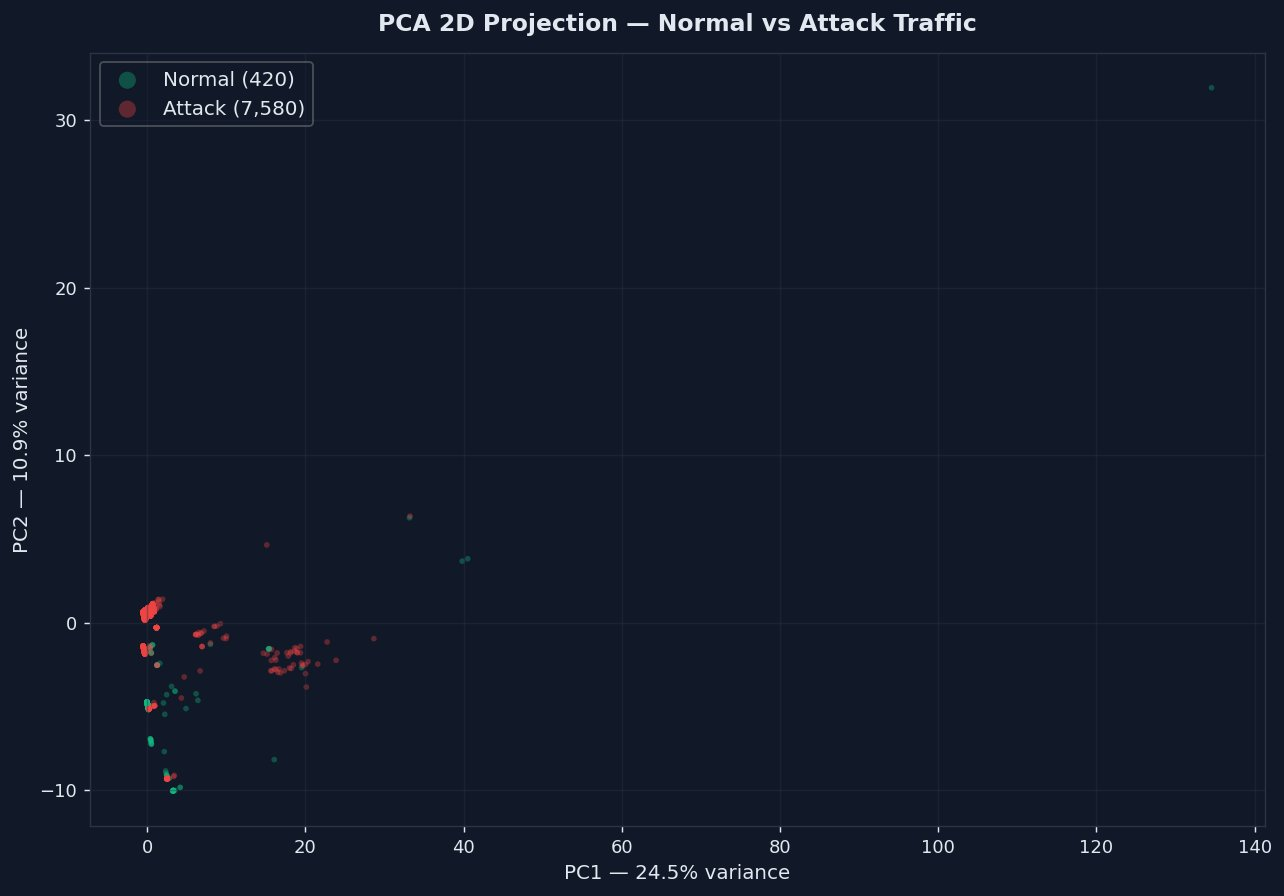 PCA 2D Projection — Normal vs Attack Traffic
Normal (420)
Attack (7,580)
PC2 — 10.9% variance
30
20
10
0
−10
0 20 40 60 80 100 120 140
PC1 — 24.5% variance